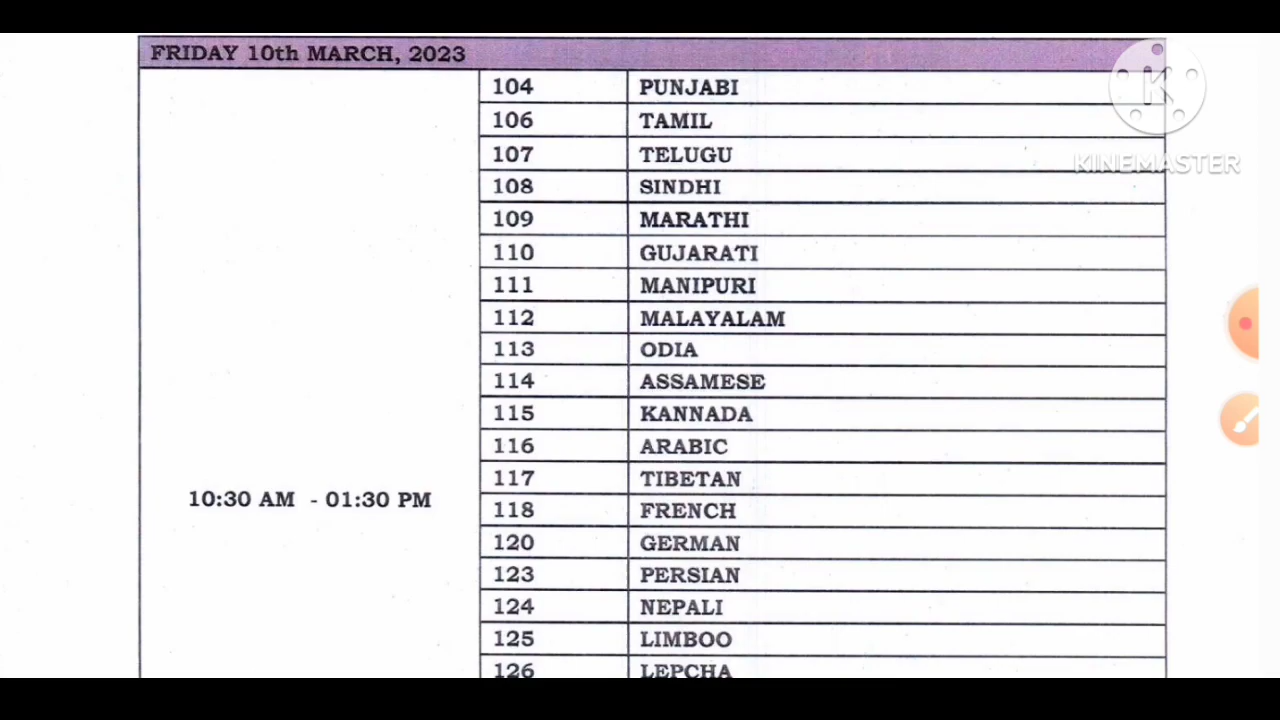 FRIDAY 10th MARCH, 2023
104 PUNJABI
106 TAMIL
107 TELUGU
108 SINDHI
109 MARATHI
110 GUJARATI
111 MANIPURI
112 MALAYALAM
113 ODIA
114 ASSAMESE
115 KANNADA
116 ARABIC
117 TIBETAN
10:30 AM - 01:30 PM
118 FRENCH
120 GERMAN
123 PERSIAN
124 NEPALI
125 LIMBOO
126 LEPCHA
K
KINEMASTER